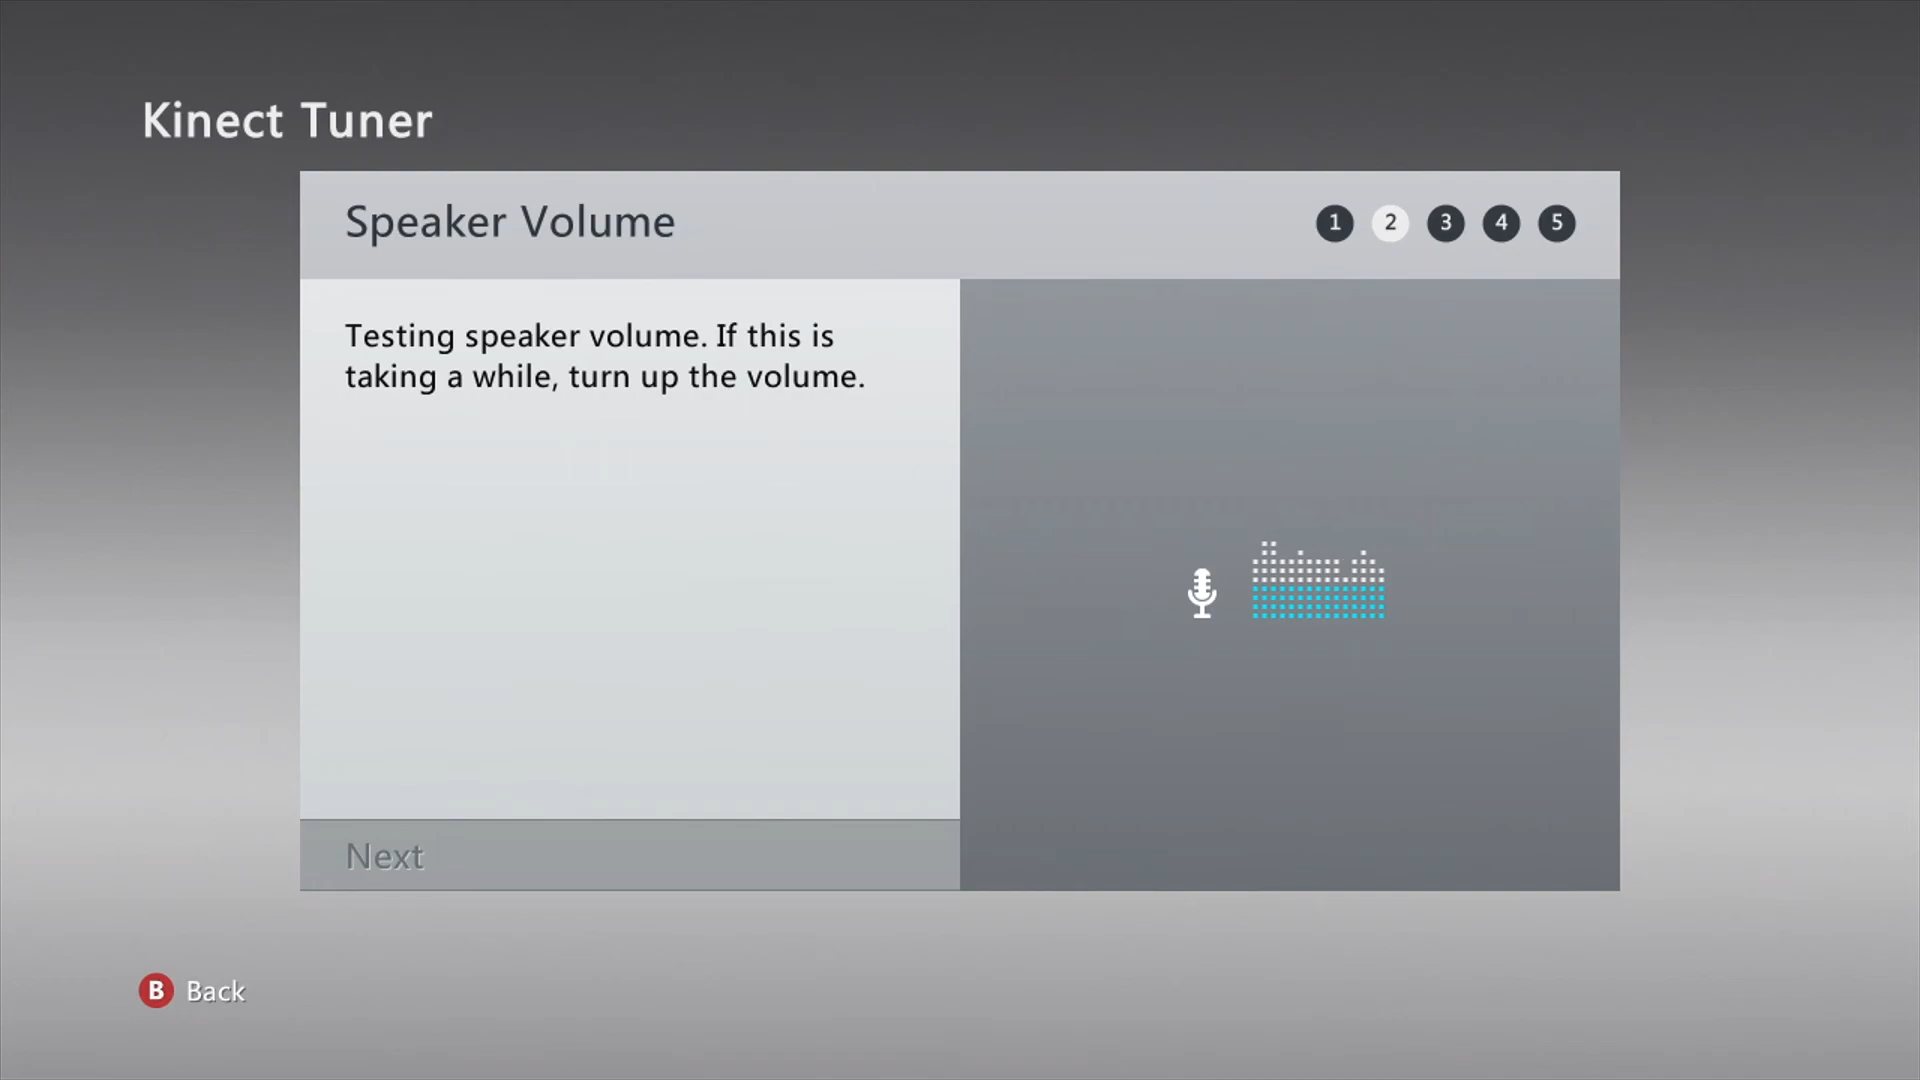 Kinect Tuner
Speaker Volume
1 2 3 4 5
Testing speaker volume. If this is
taking a while, turn up the volume.
Next
B Back